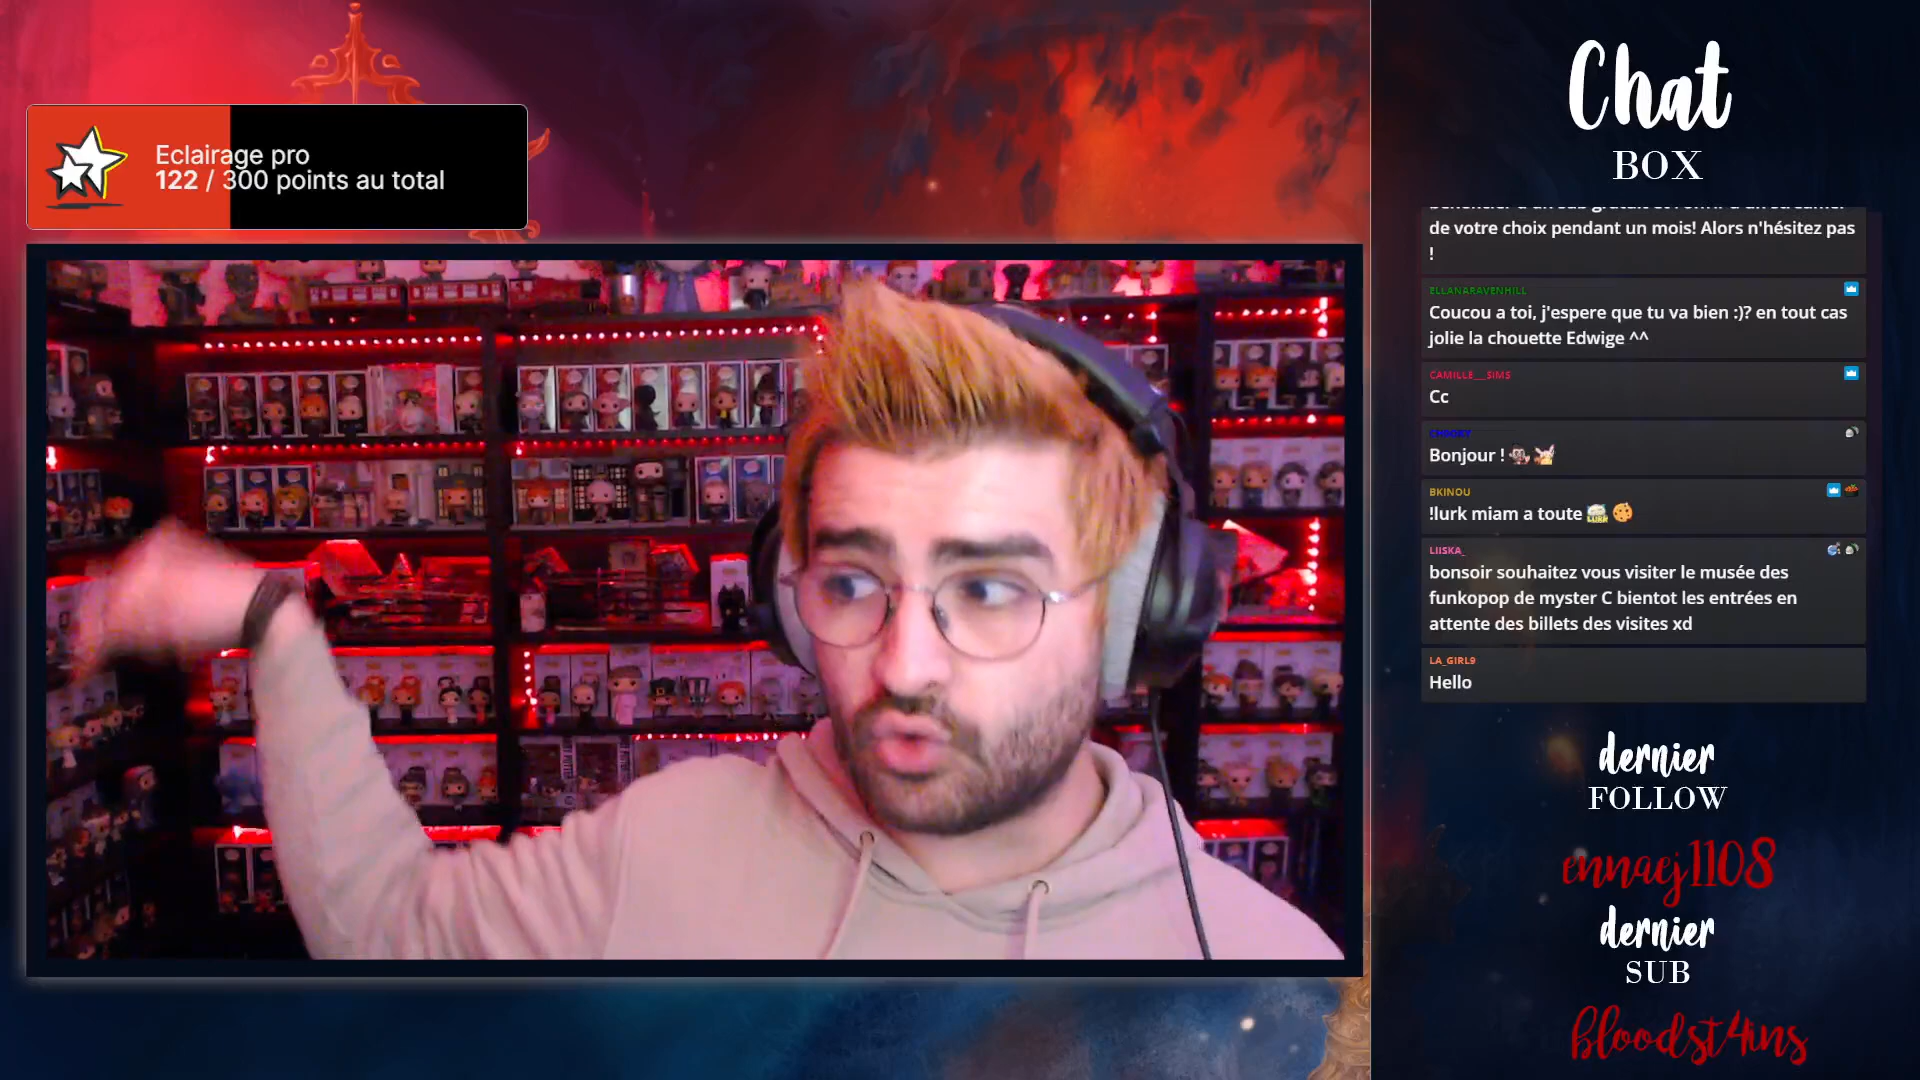 Eclairage pro
122 / 300 points au total
Chat
BOX
de votre choix pendant un mois! Alors n'hésitez pas
!
ELLANARAVENHILL
Coucou a toi, j'espere que tu va bien :)? en tout cas
jolie la chouette Edwige ^^
CAMILLE__SIMS
Cc
Bonjour !
BKINOU
!lurk miam a toute
LIISKA_
bonsoir souhaitez vous visiter le musée des
funkopop de myster C bientot les entrées en
attente des billets des visites xd
LA_GIRL9
Hello
dernier
FOLLOW
ennaej1108
dernier
SUB
bloodst4ins